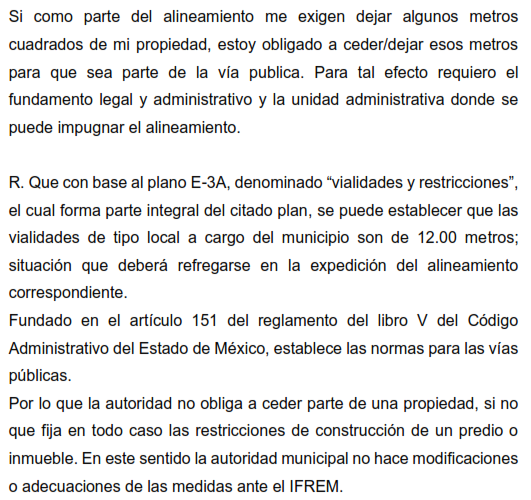 Si como parte del alineamiento me exigen dejar algunos metros
cuadrados de mi propiedad, estoy obligado a ceder/dejar esos metros
para que sea parte de la vía publica. Para tal efecto requiero el
fundamento legal y administrativo y la unidad administrativa donde se
puede impugnar el alineamiento.
R. Que con base al plano E-3A, denominado “vialidades y restricciones”,
el cual forma parte integral del citado plan, se puede establecer que las
vialidades de tipo local a cargo del municipio son de 12.00 metros;
situación que deberá refregarse en la expedición del alineamiento
correspondiente.
Fundado en el artículo 151 del reglamento del libro V del Código
Administrativo del Estado de México, establece las normas para las vías
públicas.
Por lo que la autoridad no obliga a ceder parte de una propiedad, si no
que fija en todo caso las restricciones de construcción de un predio o
inmueble. En este sentido la autoridad municipal no hace modificaciones
o adecuaciones de las medidas ante el IFREM.